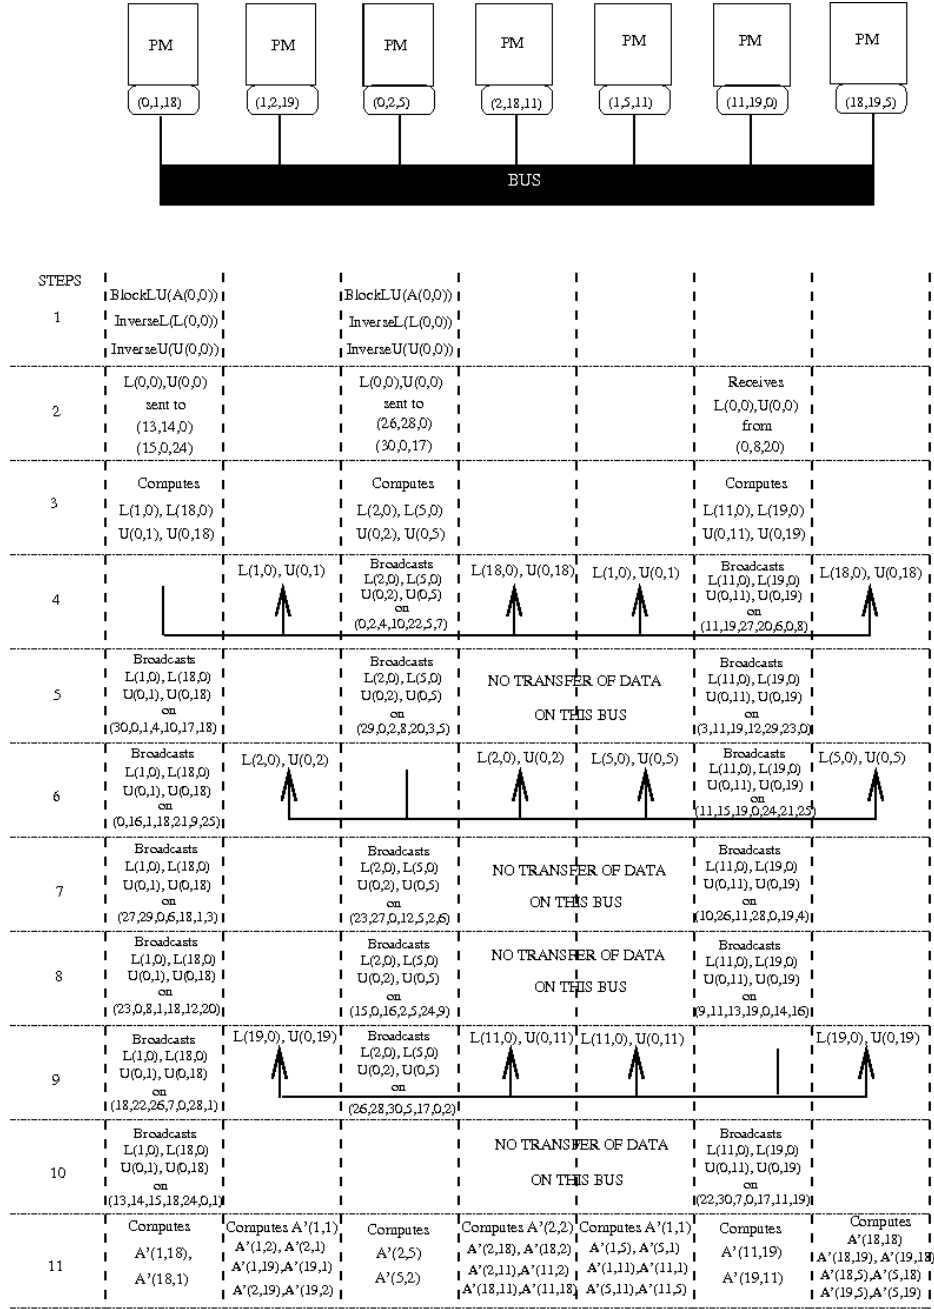 PM PM PM PM PM PM PM
(0,1,18) (1,2,19) (0,2,5) (2,18,11) (1,5,11) (11,19,0) (18,19,5)
BUS
STEPS
1
BlockLU(A(0,0))
InverseL(L(0,0))
InverseU(U(0,0))
BlockLU(A(0,0))
InverseL(L(0,0))
InverseU(U(0,0))
2
L(0,0),U(0,0)
sent to
(13,14,0)
(15,0,24)
L(0,0),U(0,0)
sent to
(26,28,0)
(30,0,17)
Receives
L(0,0),U(0,0)
from
(0,8,20)
3
Computes
L(1,0), L(18,0)
U(0,1), U(0,18)
Computes
L(2,0), L(5,0)
U(0,2), U(0,5)
Computes
L(11,0), L(19,0)
U(0,11), U(0,19)
4
L(1,0), U(0,1)
Broadcasts
L(2,0), L(5,0)
U(0,2), U(0,5)
on
(0,2,4,10,22,5,7)
L(18,0), U(0,18)
L(1,0), U(0,1)
Broadcasts
L(11,0), L(19,0)
U(0,11), U(0,19)
on
(11,19,27,20,6,0,8)
L(18,0), U(0,18)
5
Broadcasts
L(1,0), L(18,0)
U(0,1), U(0,18)
on
(30,0,1,4,10,17,18)
Broadcasts
L(2,0), L(5,0)
U(0,2), U(0,5)
on
(29,0,2,8,20,3,5)
NO TRANSFER OF DATA
ON THIS BUS
Broadcasts
L(11,0), L(19,0)
U(0,11), U(0,19)
on
(3,11,19,12,29,23,0)
6
Broadcasts
L(1,0), L(18,0)
U(0,1), U(0,18)
on
(0,16,1,18,21,9,25)
L(2,0), U(0,2)
L(2,0), U(0,2)
L(5,0), U(0,5)
Broadcasts
L(11,0), L(19,0)
U(0,11), U(0,19)
on
(11,15,19,0,24,21,25)
L(5,0), U(0,5)
7
Broadcasts
L(1,0), L(18,0)
U(0,1), U(0,18)
on
(27,29,0,6,18,1,3)
Broadcasts
L(2,0), L(5,0)
U(0,2), U(0,5)
on
(23,27,0,12,5,2,6)
NO TRANSFER OF DATA
ON THIS BUS
Broadcasts
L(11,0), L(19,0)
U(0,11), U(0,19)
on
(10,26,11,28,0,19,4)
8
Broadcasts
L(1,0), L(18,0)
U(0,1), U(0,18)
on
(23,0,8,1,18,12,20)
Broadcasts
L(2,0), L(5,0)
U(0,2), U(0,5)
on
(15,0,16,2,5,24,9)
NO TRANSFER OF DATA
ON THIS BUS
Broadcasts
L(11,0), L(19,0)
U(0,11), U(0,19)
on
(9,11,13,19,0,14,16)
9
Broadcasts
L(1,0), L(18,0)
U(0,1), U(0,18)
on
(18,22,26,7,0,28,1)
L(19,0), U(0,19)
Broadcasts
L(2,0), L(5,0)
U(0,2), U(0,5)
on
(26,28,30,5,17,0,2)
L(11,0), U(0,11)
L(11,0), U(0,11)
L(19,0), U(0,19)
10
Broadcasts
L(1,0), L(18,0)
U(0,1), U(0,18)
on
(13,14,15,18,24,0,1)
NO TRANSFER OF DATA
ON THIS BUS
Broadcasts
L(11,0), L(19,0)
U(0,11), U(0,19)
on
(22,30,7,0,17,11,19)
11
Computes
A'(1,18),
A'(18,1)
Computes A'(1,1)
A'(1,2), A'(2,1)
A'(1,19),A'(19,1)
A'(2,19),A'(19,2)
Computes
A'(2,5)
A'(5,2)
Computes A'(2,2)
A'(2,18), A'(18,2)
A'(2,11),A'(11,2)
A'(18,11),A'(11,18)
Computes A'(1,1)
A'(1,5), A'(5,1)
A'(1,11),A'(11,1)
A'(5,11),A'(11,5)
Computes
A'(11,19)
A'(19,11)
Computes
A'(18,18)
A'(18,19), A'(19,18)
A'(18,5),A'(5,18)
A'(19,5),A'(5,19)